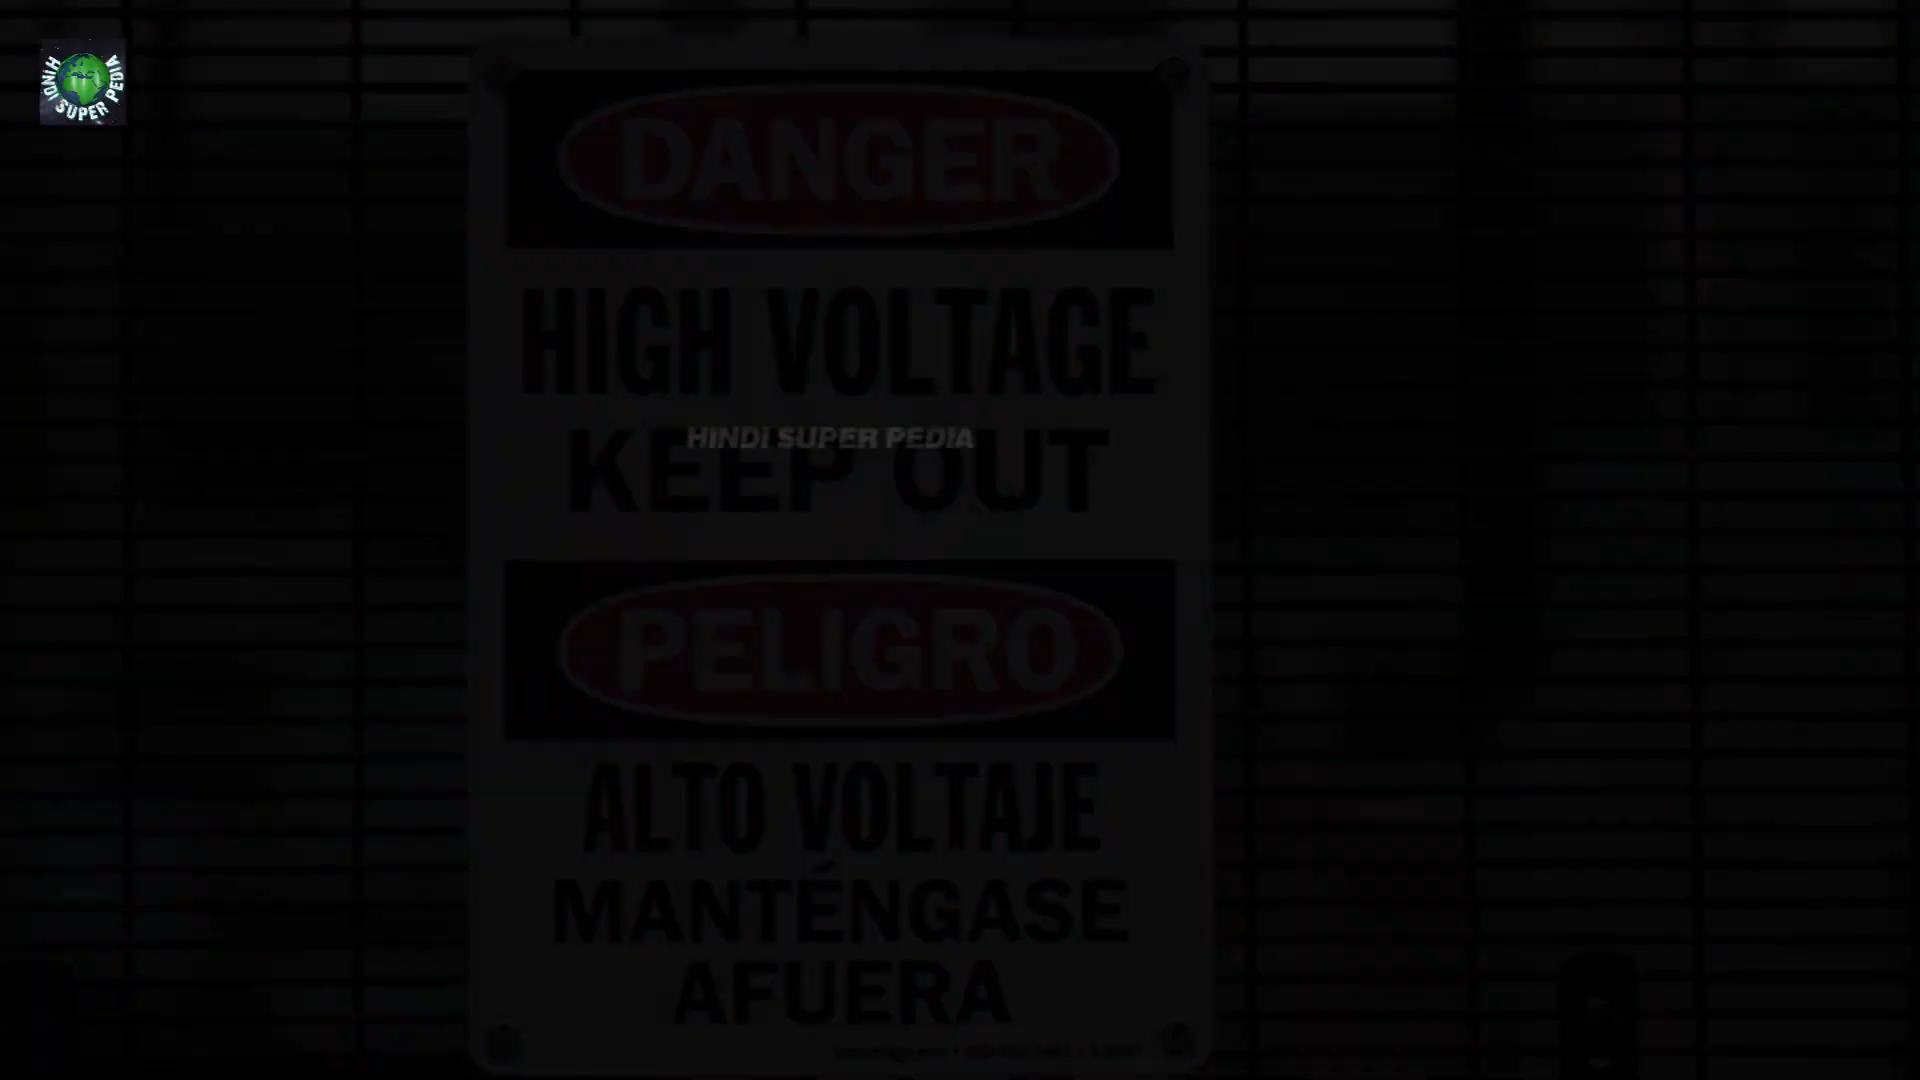 HINDI SUPER PEDIA
DANGER
HIGH VOLTAGE
HINDI SUPER PEDIA
KEEP OUT
PELIGRO
ALTO VOLTAJE
MANTÉNGASE
AFUERA